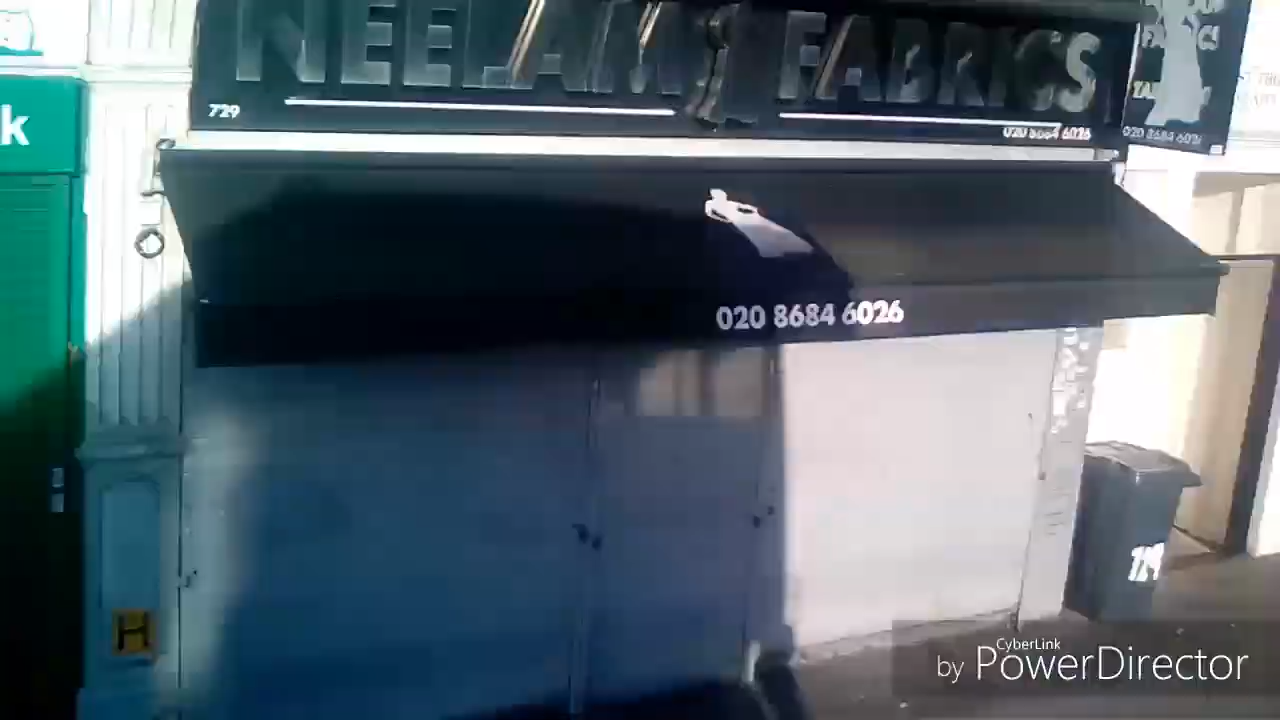 NEELAM FABRICS
729
020 8684 6026
020 8684 6026
020 8684 6026
k
H
by CyberLink PowerDirector